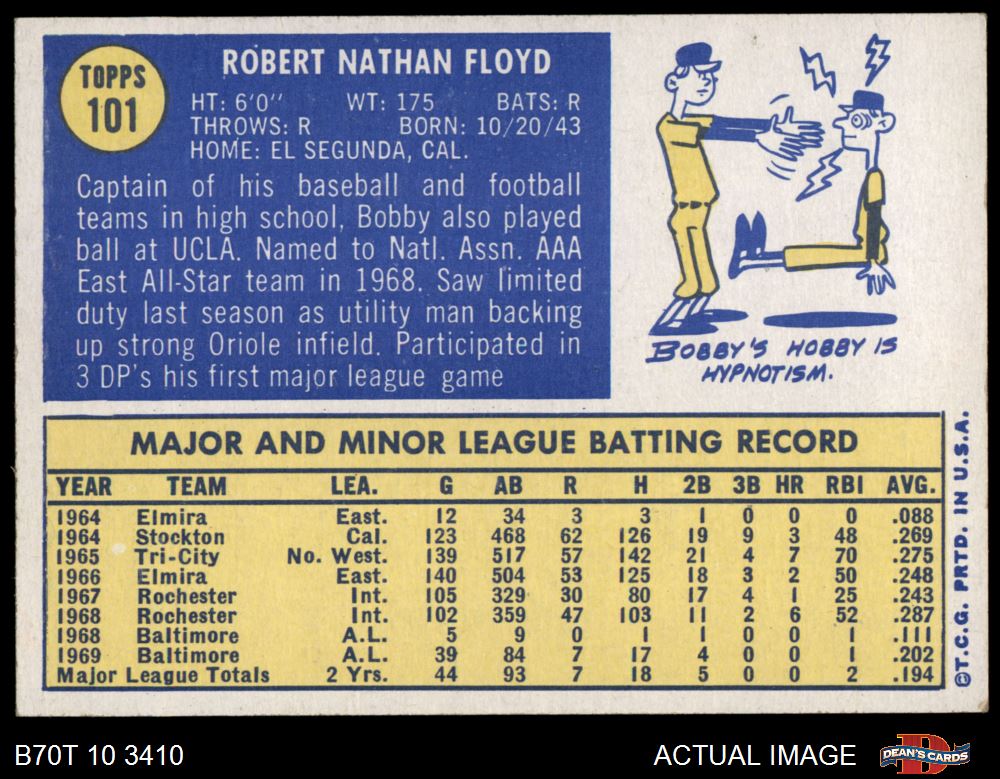 TOPPS
101
ROBERT NATHAN FLOYD
HT: 6'0" WT: 175 BATS: R
THROWS: R BORN: 10/20/43
HOME: EL SEGUNDA, CAL.
Captain of his baseball and football
teams in high school, Bobby also played
ball at UCLA. Named to Natl. Assn. AAA
East All-Star team in 1968. Saw limited
duty last season as utility man backing
up strong Oriole infield. Participated in
3 DP's his first major league game
BOBBY'S HOBBY IS
HYPNOTISM.
MAJOR AND MINOR LEAGUE BATTING RECORD
YEAR TEAM LEA. G AB R H 2B 3B HR RBI AVG.
1964 Elmira East. 12 34 3 3 1 0 0 0 .088
1964 Stockton Cal. 123 468 62 126 19 9 3 48 .269
1965 Tri-City No. West. 139 517 57 142 21 4 7 70 .275
1966 Elmira East. 140 504 53 125 18 3 2 50 .248
1967 Rochester Int. 105 329 30 80 17 4 1 25 .243
1968 Rochester Int. 102 359 47 103 11 2 6 52 .287
1968 Baltimore A.L. 5 9 0 1 1 0 0 1 .111
1969 Baltimore A.L. 39 84 7 17 4 0 0 1 .202
Major League Totals 2 Yrs. 44 93 7 18 5 0 0 2 .194
©T.C.G. PRTD. IN U.S.A.
B70T 10 3410
ACTUAL IMAGE
DEAN'S CARDS